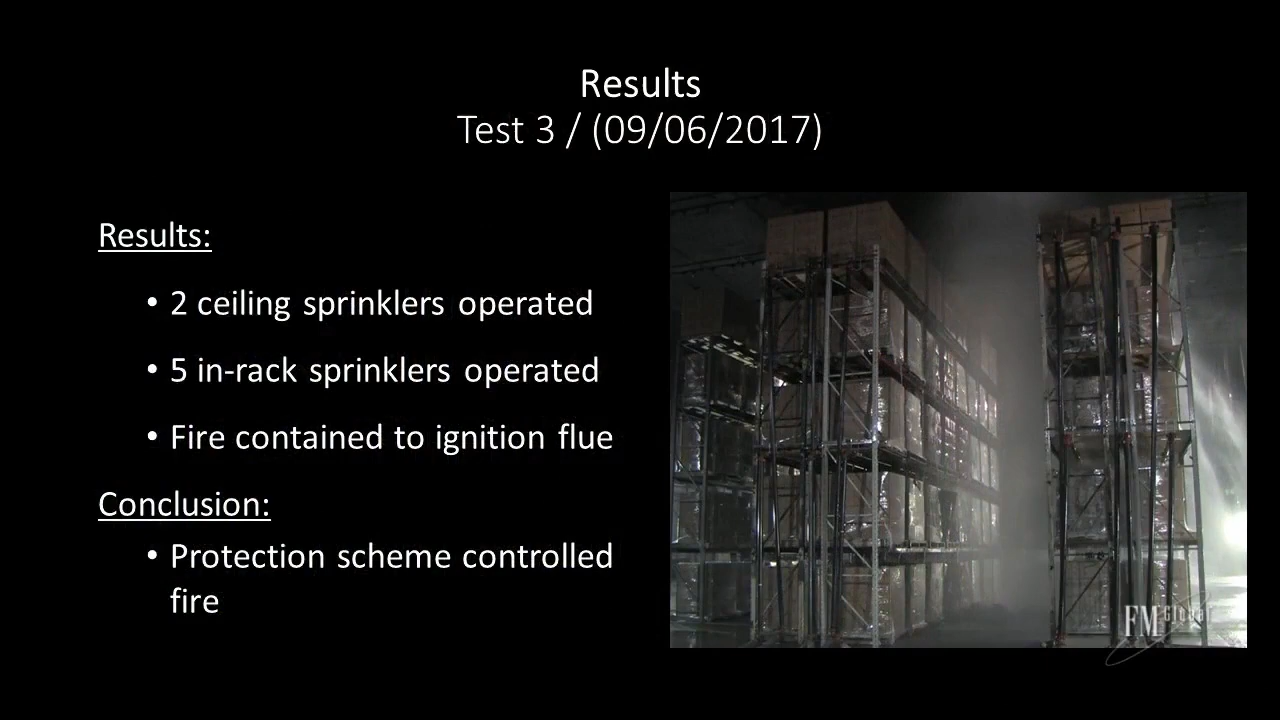 Results
Test 3 / (09/06/2017)
Results:
• 2 ceiling sprinklers operated
• 5 in-rack sprinklers operated
• Fire contained to ignition flue
Conclusion:
• Protection scheme controlled
fire
FM Global